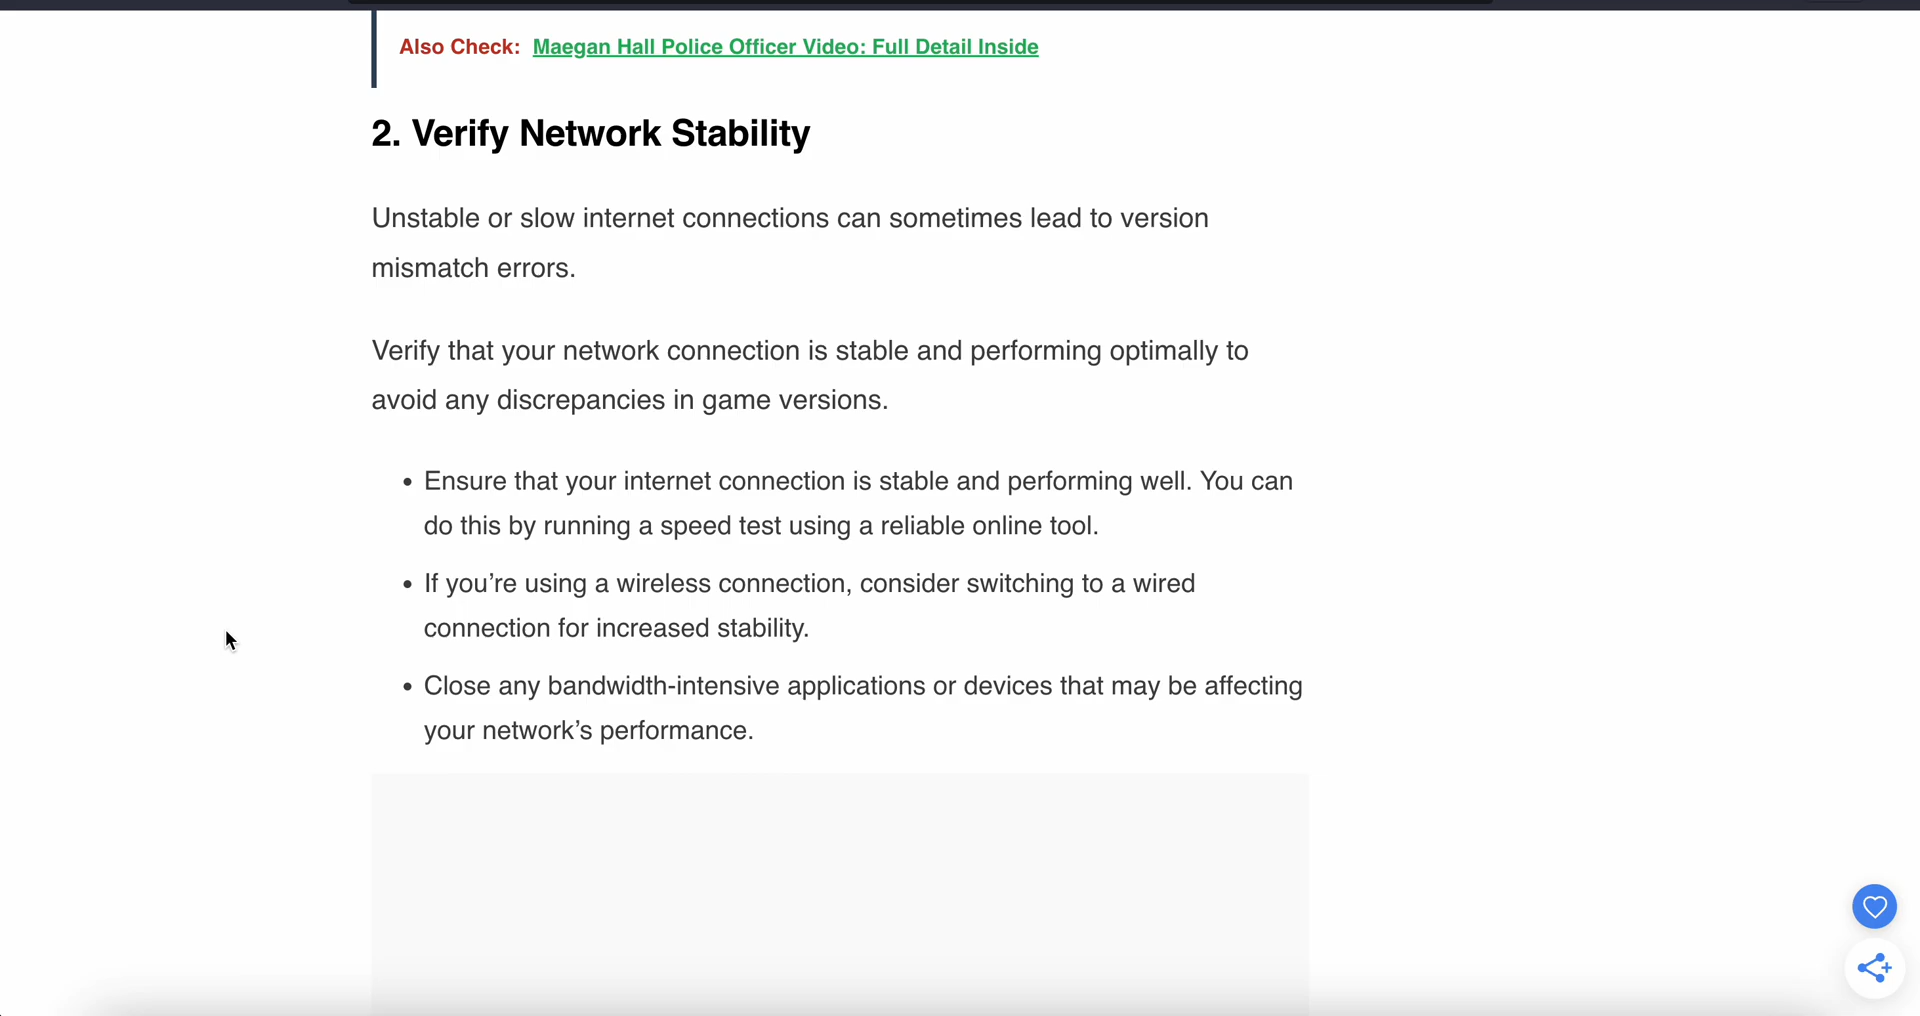 Also Check: Maegan Hall Police Officer Video: Full Detail Inside
2. Verify Network Stability
Unstable or slow internet connections can sometimes lead to version
mismatch errors.
Verify that your network connection is stable and performing optimally to
avoid any discrepancies in game versions.
• Ensure that your internet connection is stable and performing well. You can
do this by running a speed test using a reliable online tool.
• If you’re using a wireless connection, consider switching to a wired
connection for increased stability.
• Close any bandwidth-intensive applications or devices that may be affecting
your network’s performance.